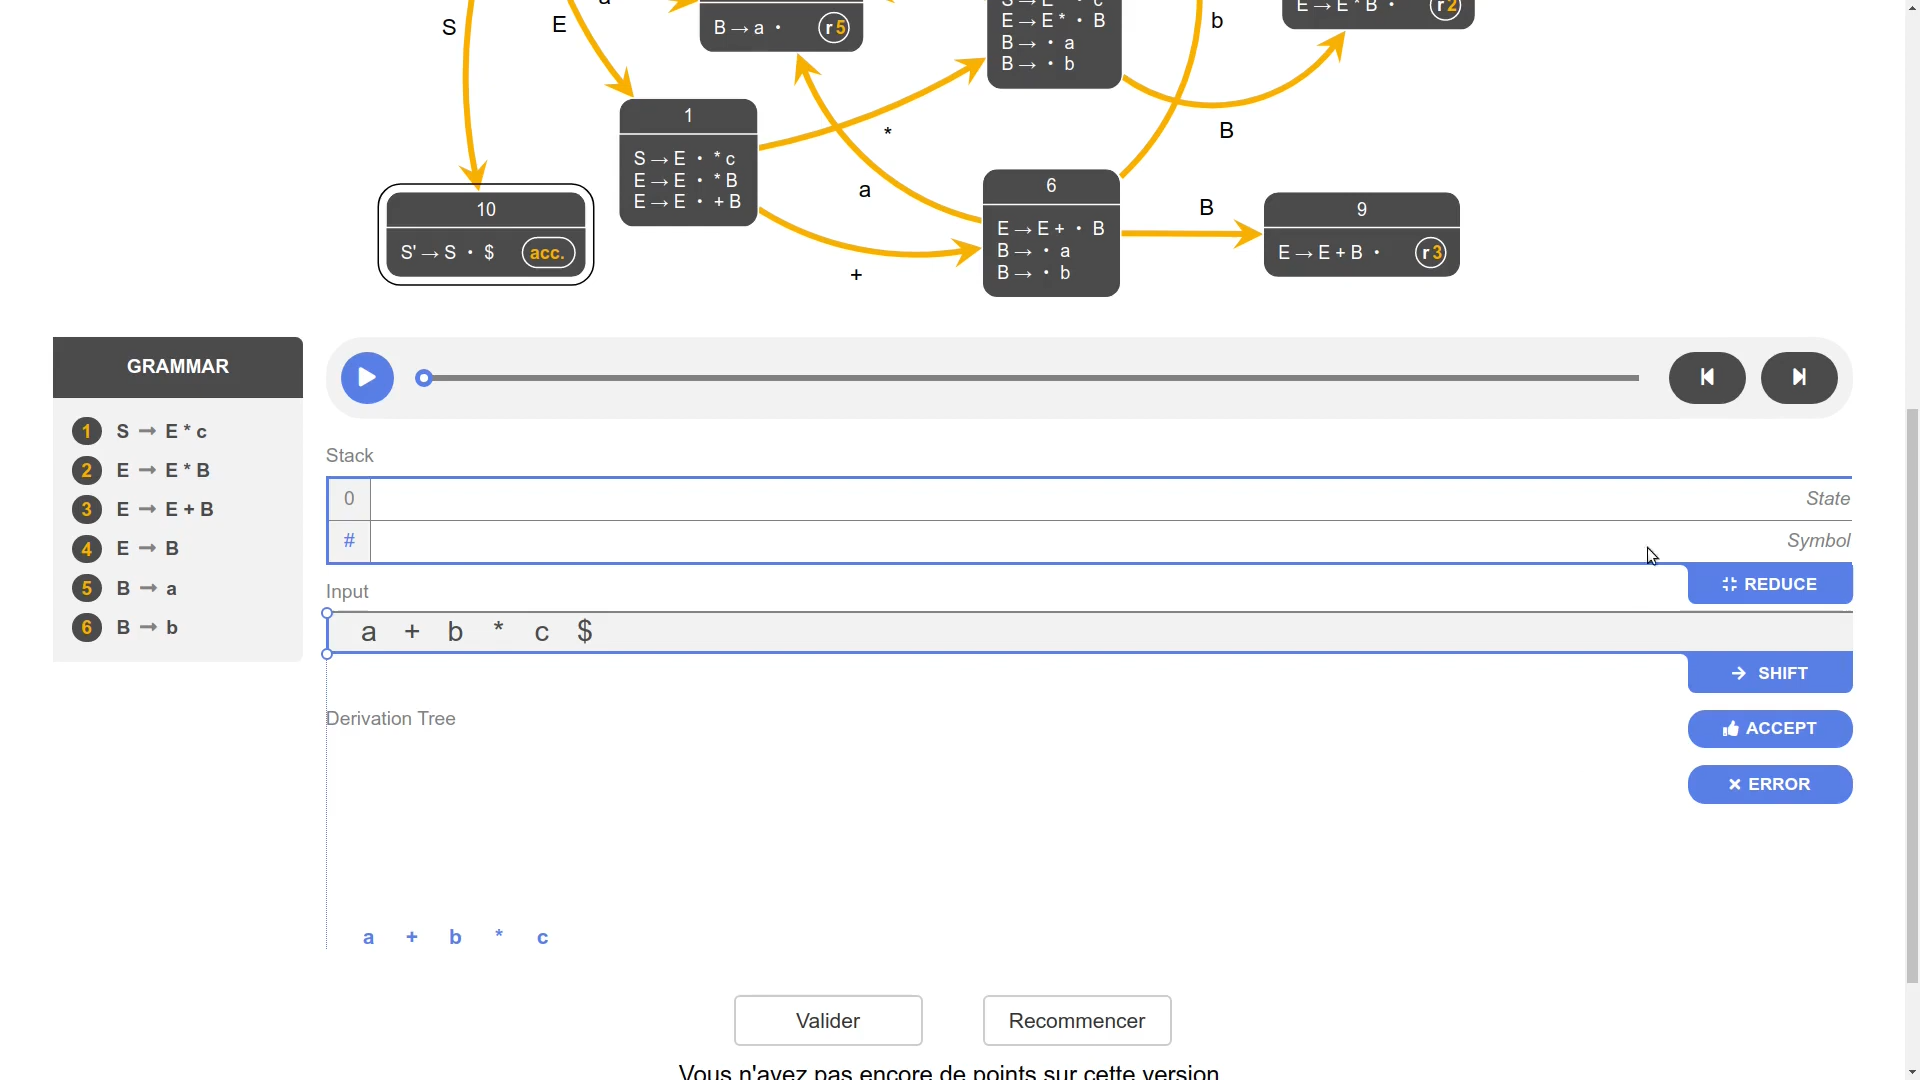 S
E
a
B → a •
r5
E → E * • B
B → • a
B → • b
b
E → E * B •
r2
1
S → E • * c
E → E • * B
E → E • + B
*
a
+
B
6
E → E + • B
B → • a
B → • b
B
9
E → E + B •
r3
10
S' → S • $
acc.
GRAMMAR
1 S → E * c
2 E → E * B
3 E → E + B
4 E → B
5 B → a
6 B → b
Stack
0
State
#
Symbol
REDUCE
Input
a + b * c $
SHIFT
Derivation Tree
ACCEPT
ERROR
a + b * c
Valider
Recommencer
Vous n'avez pas encore de points sur cette version